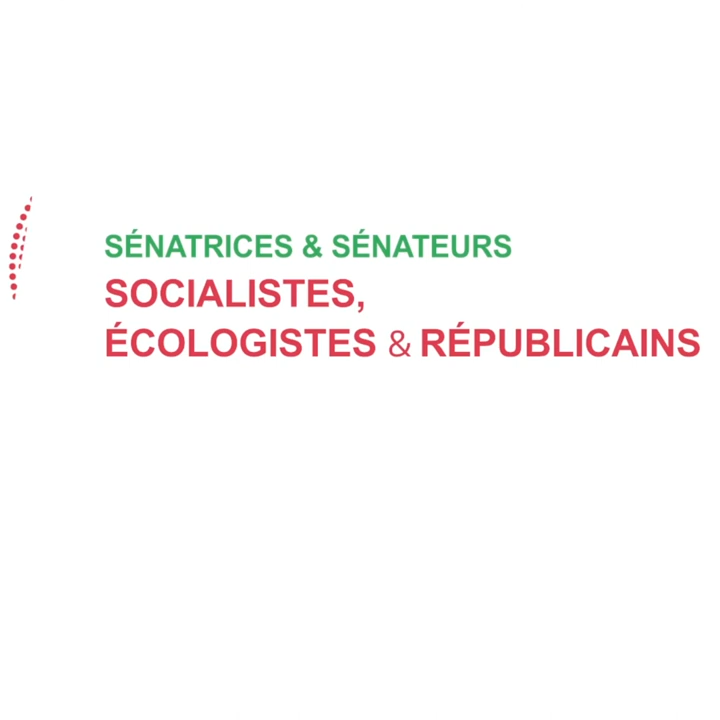 SÉNATRICES & SÉNATEURS
SOCIALISTES,
ÉCOLOGISTES & RÉPUBLICAINS